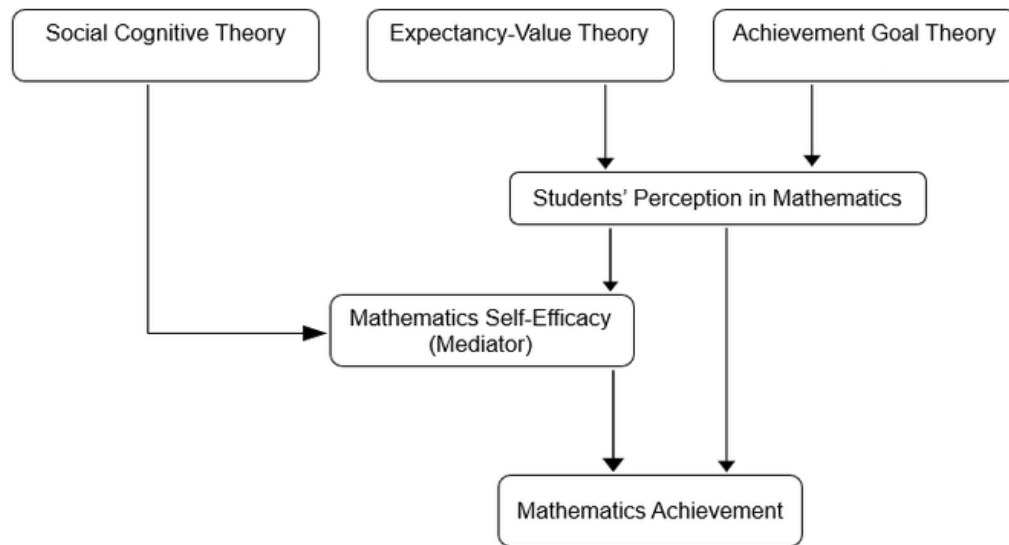 Social Cognitive Theory
Expectancy-Value Theory
Achievement Goal Theory
Students’ Perception in Mathematics
Mathematics Self-Efficacy
(Mediator)
Mathematics Achievement